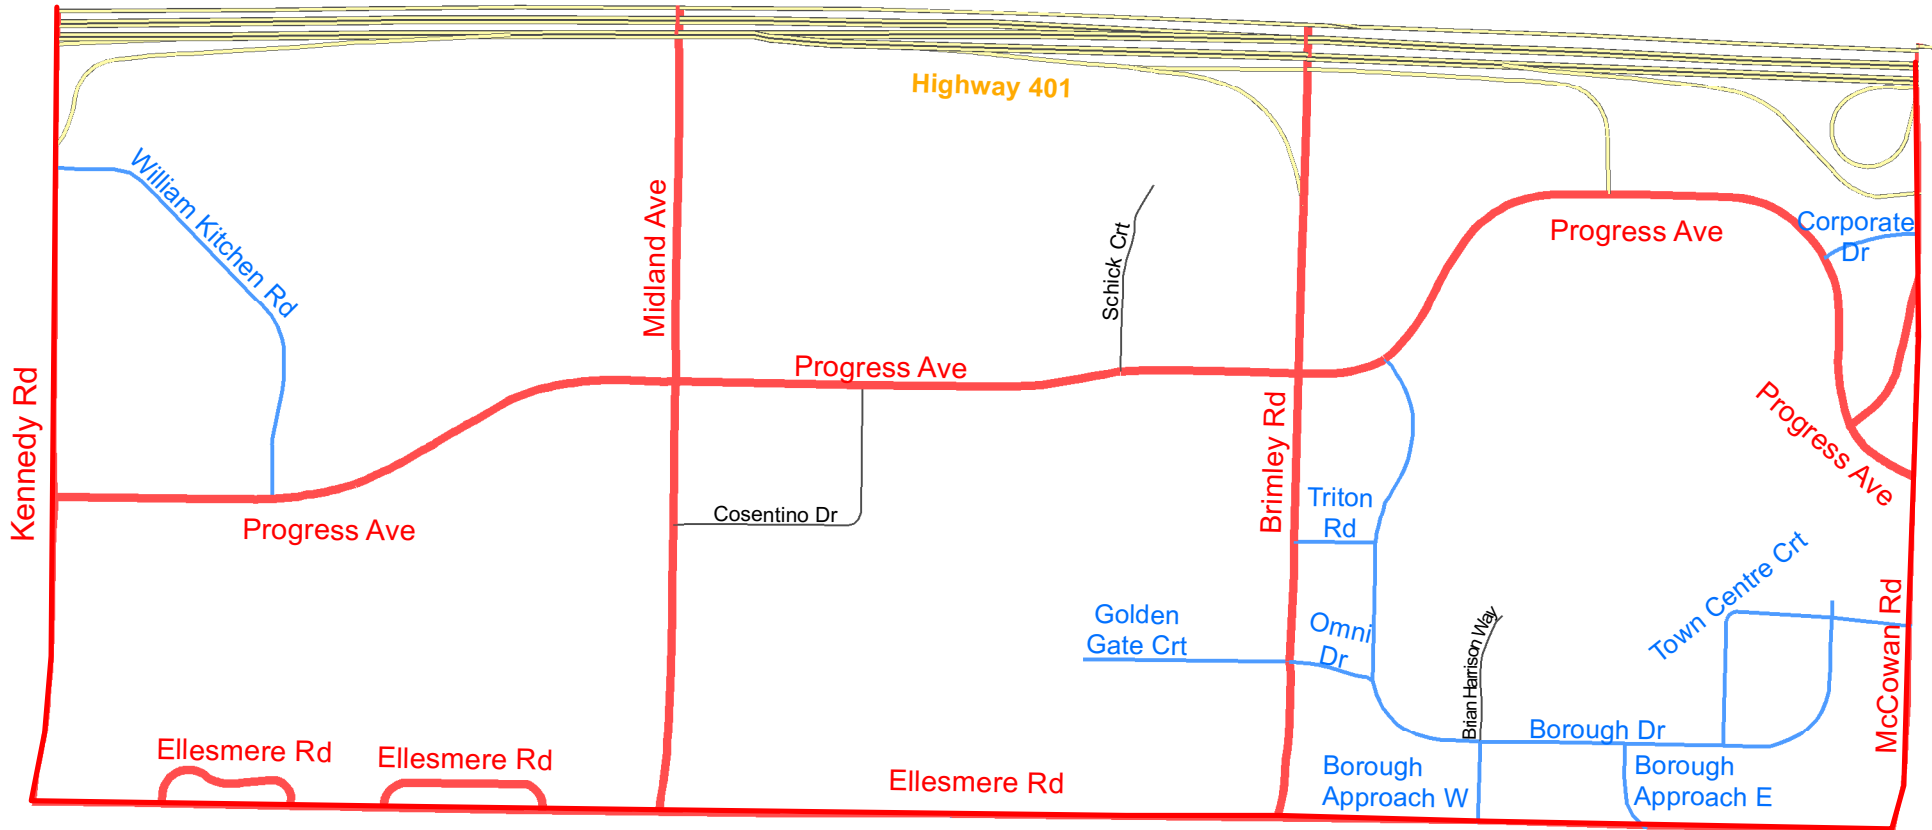 Highway 401
William Kitchen Rd
Midland Ave
Schick Crt
Progress Ave
Corporate
Dr
Kennedy Rd
Progress Ave
Brimley Rd
Progress Ave
Progress Ave
Cosentino Dr
Triton
Rd
Town Centre Crt
Golden
Gate Crt
Omni
Dr
Brian Harrison Way
McCowan Rd
Ellesmere Rd
Ellesmere Rd
Ellesmere Rd
Borough Dr
Borough
Approach W
Borough
Approach E